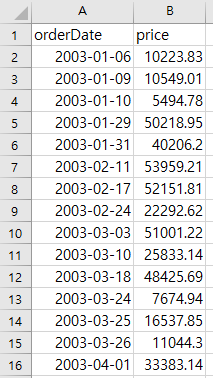 A B
1 orderDate price
2 2003-01-06 10223.83
3 2003-01-09 10549.01
4 2003-01-10 5494.78
5 2003-01-29 50218.95
6 2003-01-31 40206.2
7 2003-02-11 53959.21
8 2003-02-17 52151.81
9 2003-02-24 22292.62
10 2003-03-03 51001.22
11 2003-03-10 25833.14
12 2003-03-18 48425.69
13 2003-03-24 7674.94
14 2003-03-25 16537.85
15 2003-03-26 11044.3
16 2003-04-01 33383.14